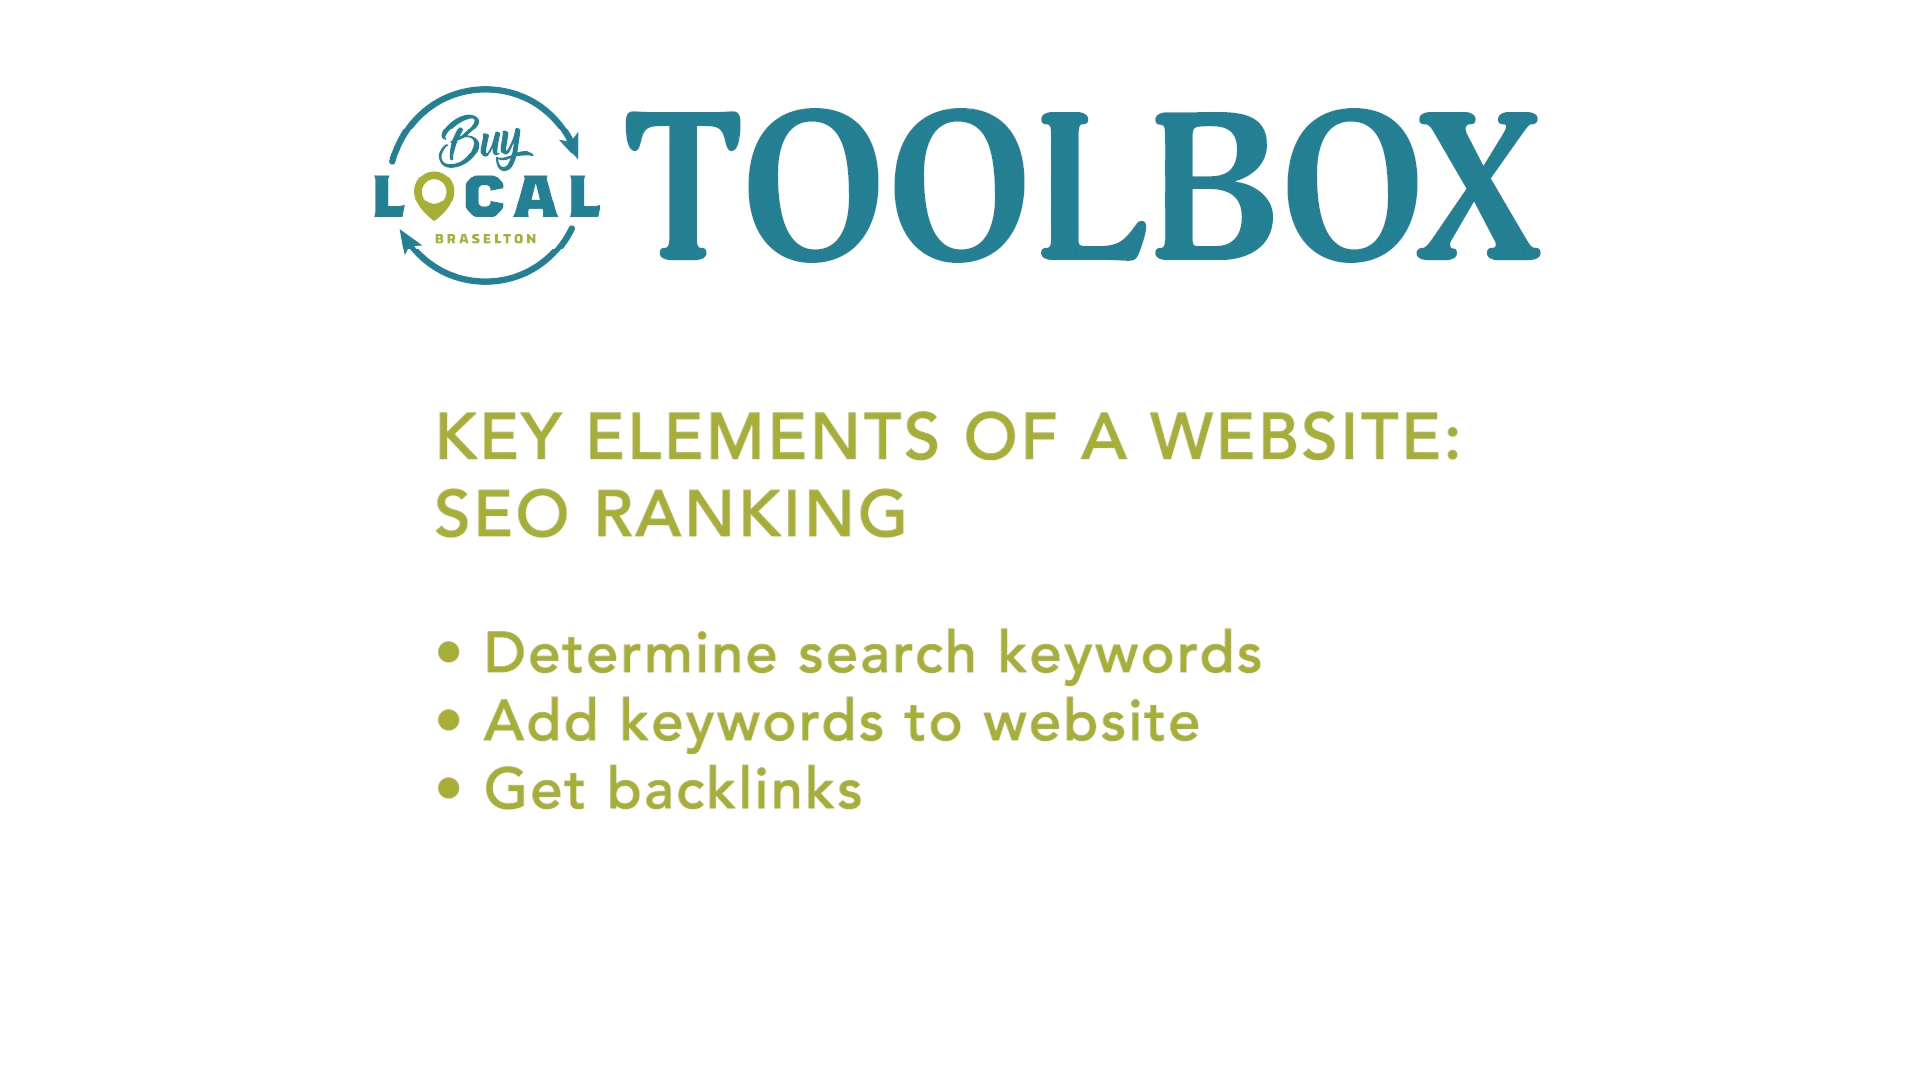 Buy
LOCAL
BRASELTON
TOOLBOX
KEY ELEMENTS OF A WEBSITE:
SEO RANKING
• Determine search keywords
• Add keywords to website
• Get backlinks